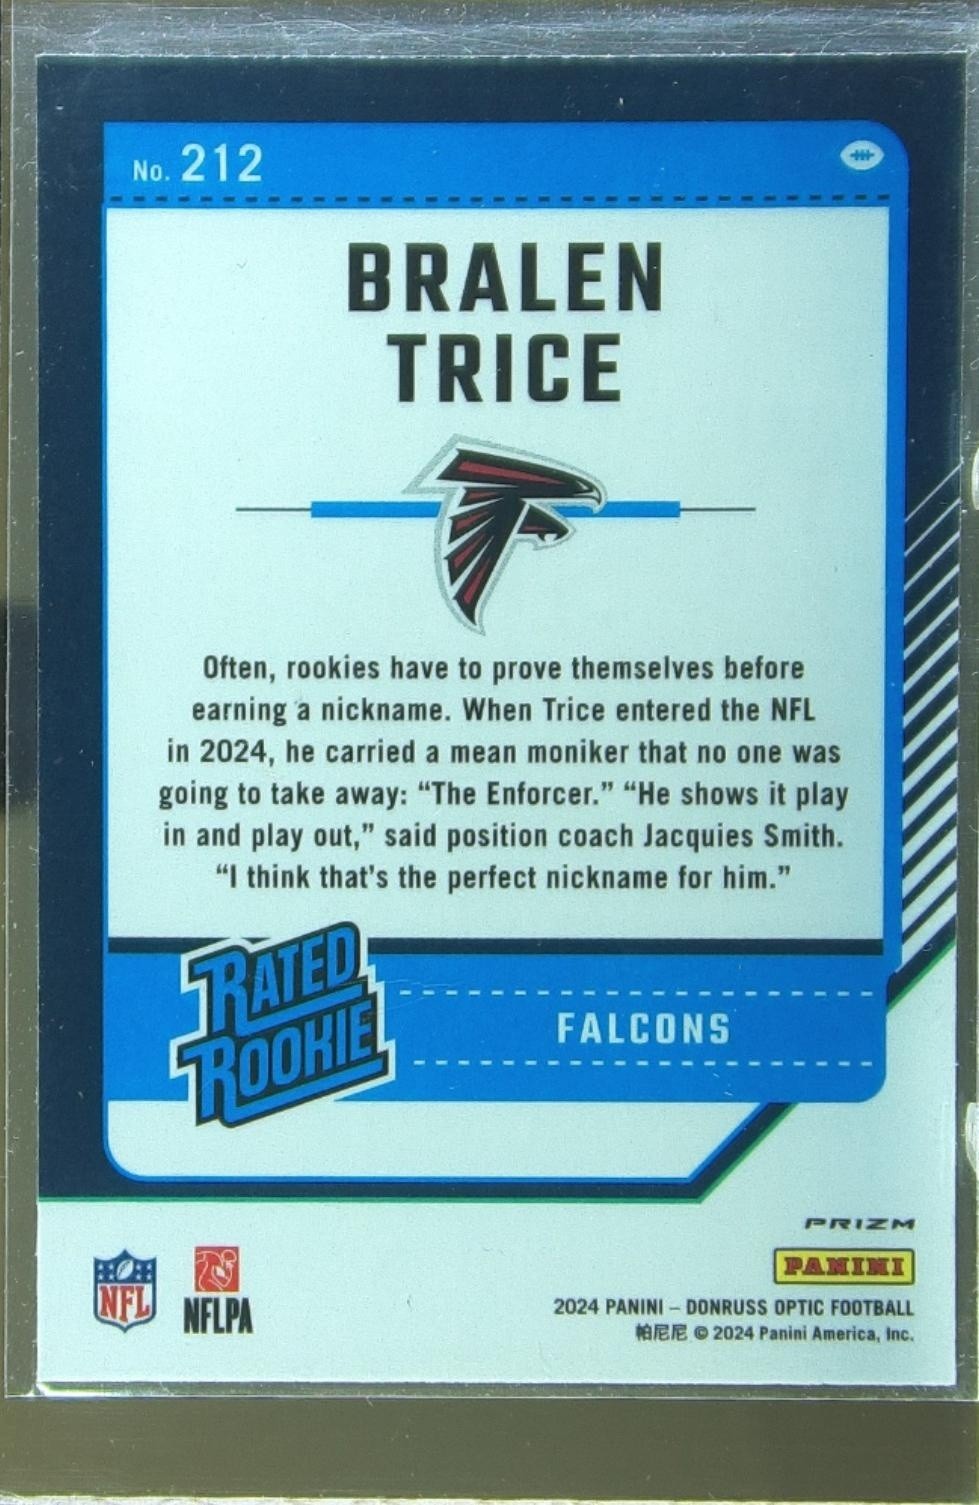 No. 212
BRALEN
TRICE
Often, rookies have to prove themselves before
earning a nickname. When Trice entered the NFL
in 2024, he carried a mean moniker that no one was
going to take away: “The Enforcer.” “He shows it play
in and play out,” said position coach Jacquies Smith.
“I think that’s the perfect nickname for him.”
RATED
ROOKIE
FALCONS
PRIZM
PANINI
NFL
NFLPA
2024 PANINI – DONRUSS OPTIC FOOTBALL
帕尼尼 © 2024 Panini America, Inc.